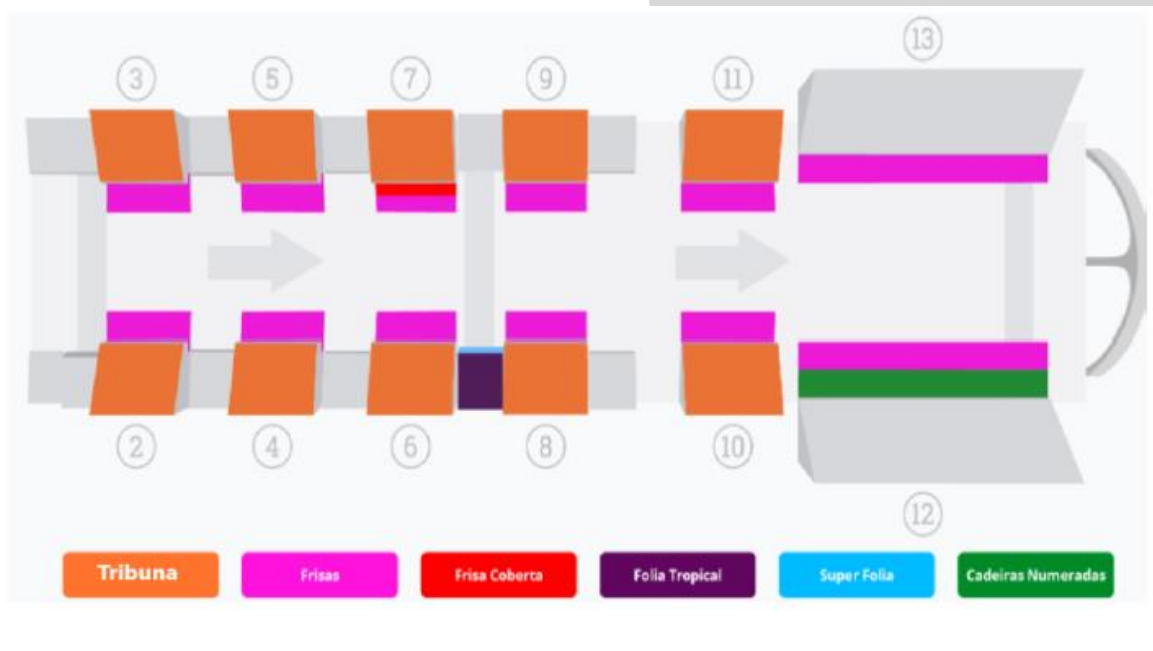 13
3 5 7 9 11
2 4 6 8 10
12
Tribuna Frisas Frisa Coberta Folia Tropical Super Folia Cadeiras Numeradas